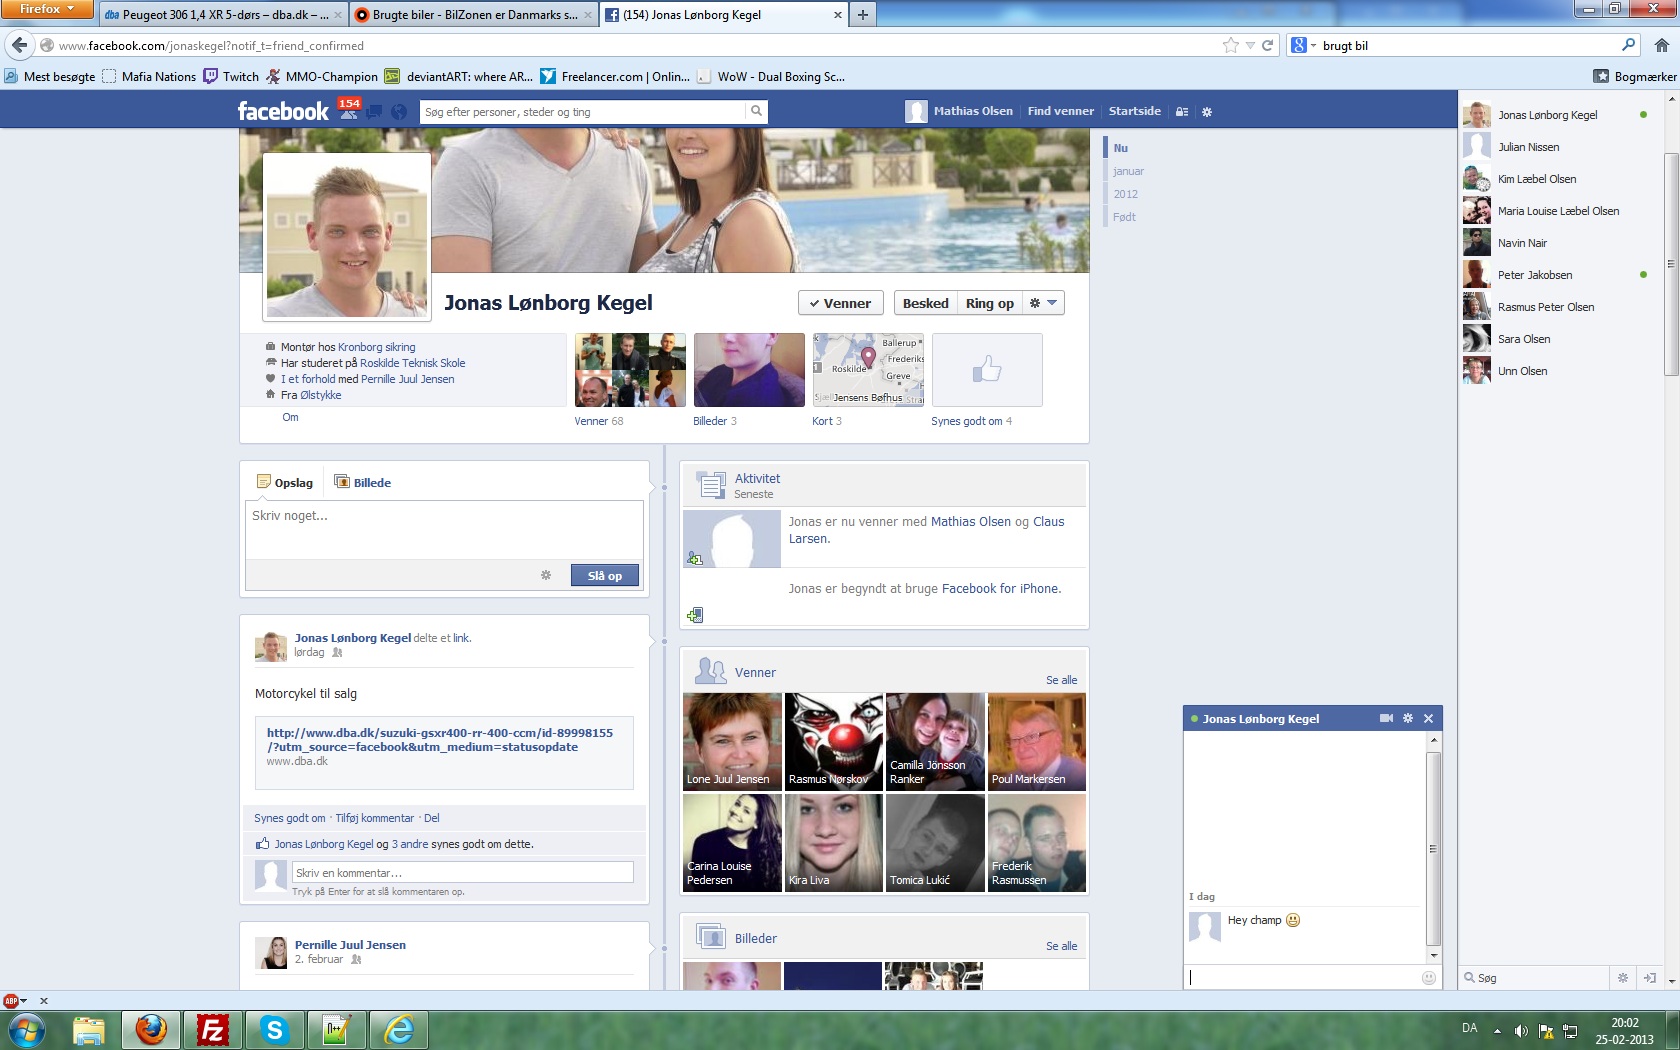 Firefox
dba Peugeot 306 1,4 XR 5-dørs – dba.dk – ...
Brugte biler - BilZonen er Danmarks s...
(154) Jonas Lønborg Kegel
www.facebook.com/jonaskegel?notif_t=friend_confirmed
brugt bil
Mest besøgte
Mafia Nations
Twitch
MMO-Champion
deviantART: where AR...
Freelancer.com | Onlin...
WoW - Dual Boxing Sc...
Bogmærker
facebook
154
Søg efter personer, steder og ting
Mathias Olsen
Find venner
Startside
Nu
januar
2012
Født
Jonas Lønborg Kegel
Venner
Besked
Ring op
Montør hos Kronborg sikring
Har studeret på Roskilde Teknisk Skole
I et forhold med Pernille Juul Jensen
Fra Ølstykke
Om
Ballerup
Frederiks
Roskilde
Greve
Jensens Bøfhus
Venner 68
Billeder 3
Kort 3
Synes godt om 4
Opslag
Billede
Skriv noget...
Slå op
Jonas Lønborg Kegel delte et link.
lørdag
Motorcykel til salg
http://www.dba.dk/suzuki-gsxr400-rr-400-ccm/id-89998155
/?utm_source=facebook&utm_medium=statusopdate
www.dba.dk
Synes godt om · Tilføj kommentar · Del
Jonas Lønborg Kegel og 3 andre synes godt om dette.
Skriv en kommentar...
Tryk på Enter for at slå kommentaren op.
Pernille Juul Jensen
2. februar
Aktivitet
Seneste
Jonas er nu venner med Mathias Olsen og Claus
Larsen.
Jonas er begyndt at bruge Facebook for iPhone.
Venner
Se alle
Lone Juul Jensen
Rasmus Nørskov
Camilla Jönsson
Ranker
Poul Markersen
Carina Louise
Pedersen
Kira Liva
Tomica Lukić
Frederik
Rasmussen
Billeder
Se alle
Jonas Lønborg Kegel
Julian Nissen
Kim Læbel Olsen
Maria Louise Læbel Olsen
Navin Nair
Peter Jakobsen
Rasmus Peter Olsen
Sara Olsen
Unn Olsen
Jonas Lønborg Kegel
I dag
Hey champ
Søg
ABP
DA
20:02
25-02-2013